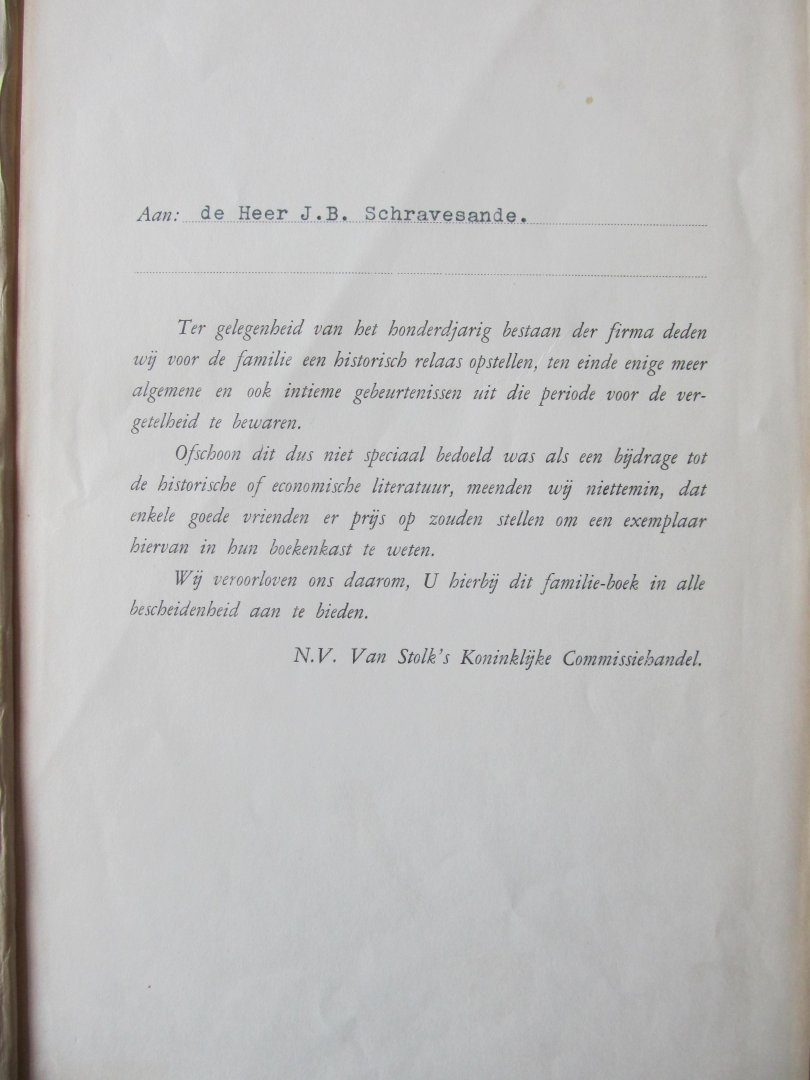 Aan: de Heer J.B. Schravesande.
Ter gelegenheid van het honderdjarig bestaan der firma deden
wij voor de familie een historisch relaas opstellen, ten einde enige meer
algemene en ook intieme gebeurtenissen uit die periode voor de ver-
getelheid te bewaren.
Ofschoon dit dus niet speciaal bedoeld was als een bijdrage tot
de historische of economische literatuur, meenden wij niettemin, dat
enkele goede vrienden er prijs op zouden stellen om een exemplaar
hiervan in hun boekenkast te weten.
Wij veroorloven ons daarom, U hierbij dit familie-boek in alle
bescheidenheid aan te bieden.
N.V. Van Stolk's Koninklijke Commissiehandel.